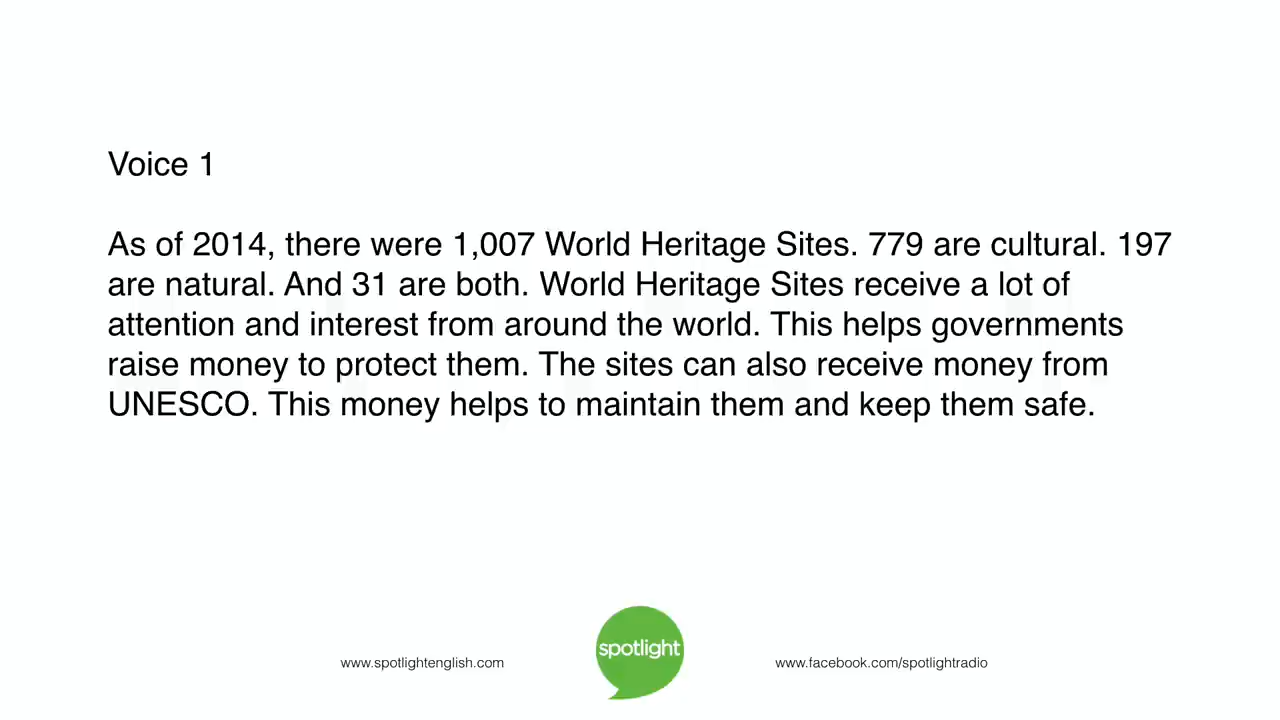 Voice 1
As of 2014, there were 1,007 World Heritage Sites. 779 are cultural. 197
are natural. And 31 are both. World Heritage Sites receive a lot of
attention and interest from around the world. This helps governments
raise money to protect them. The sites can also receive money from
UNESCO. This money helps to maintain them and keep them safe.
www.spotlightenglish.com
spotlight
www.facebook.com/spotlightradio